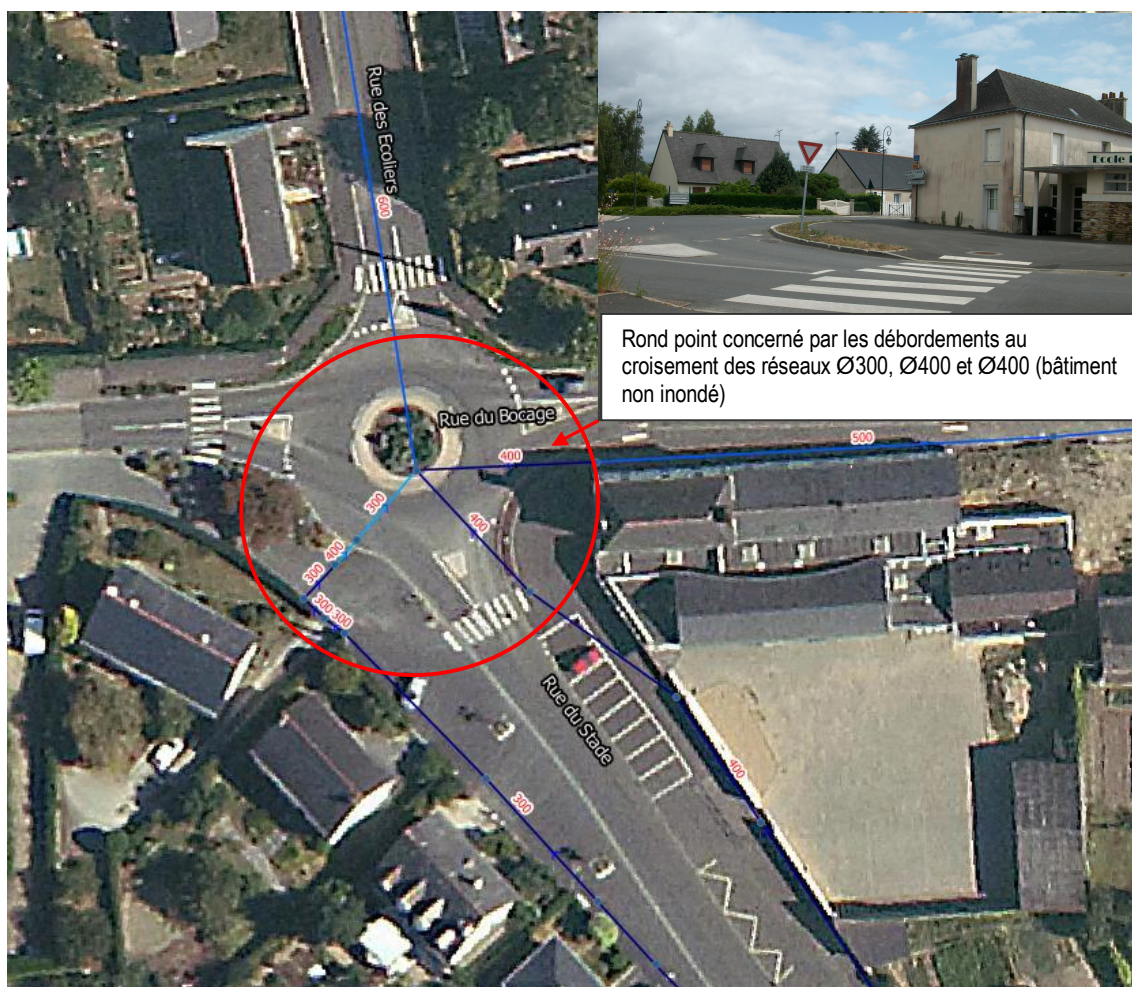 Ecole
Rond point concerné par les débordements au
croisement des réseaux Ø300, Ø400 et Ø400 (bâtiment
non inondé)
Rue des Ecoliers
600
Rue du Bocage
500
400
300
400
400
300
300 300
Rue du Stade
400
300